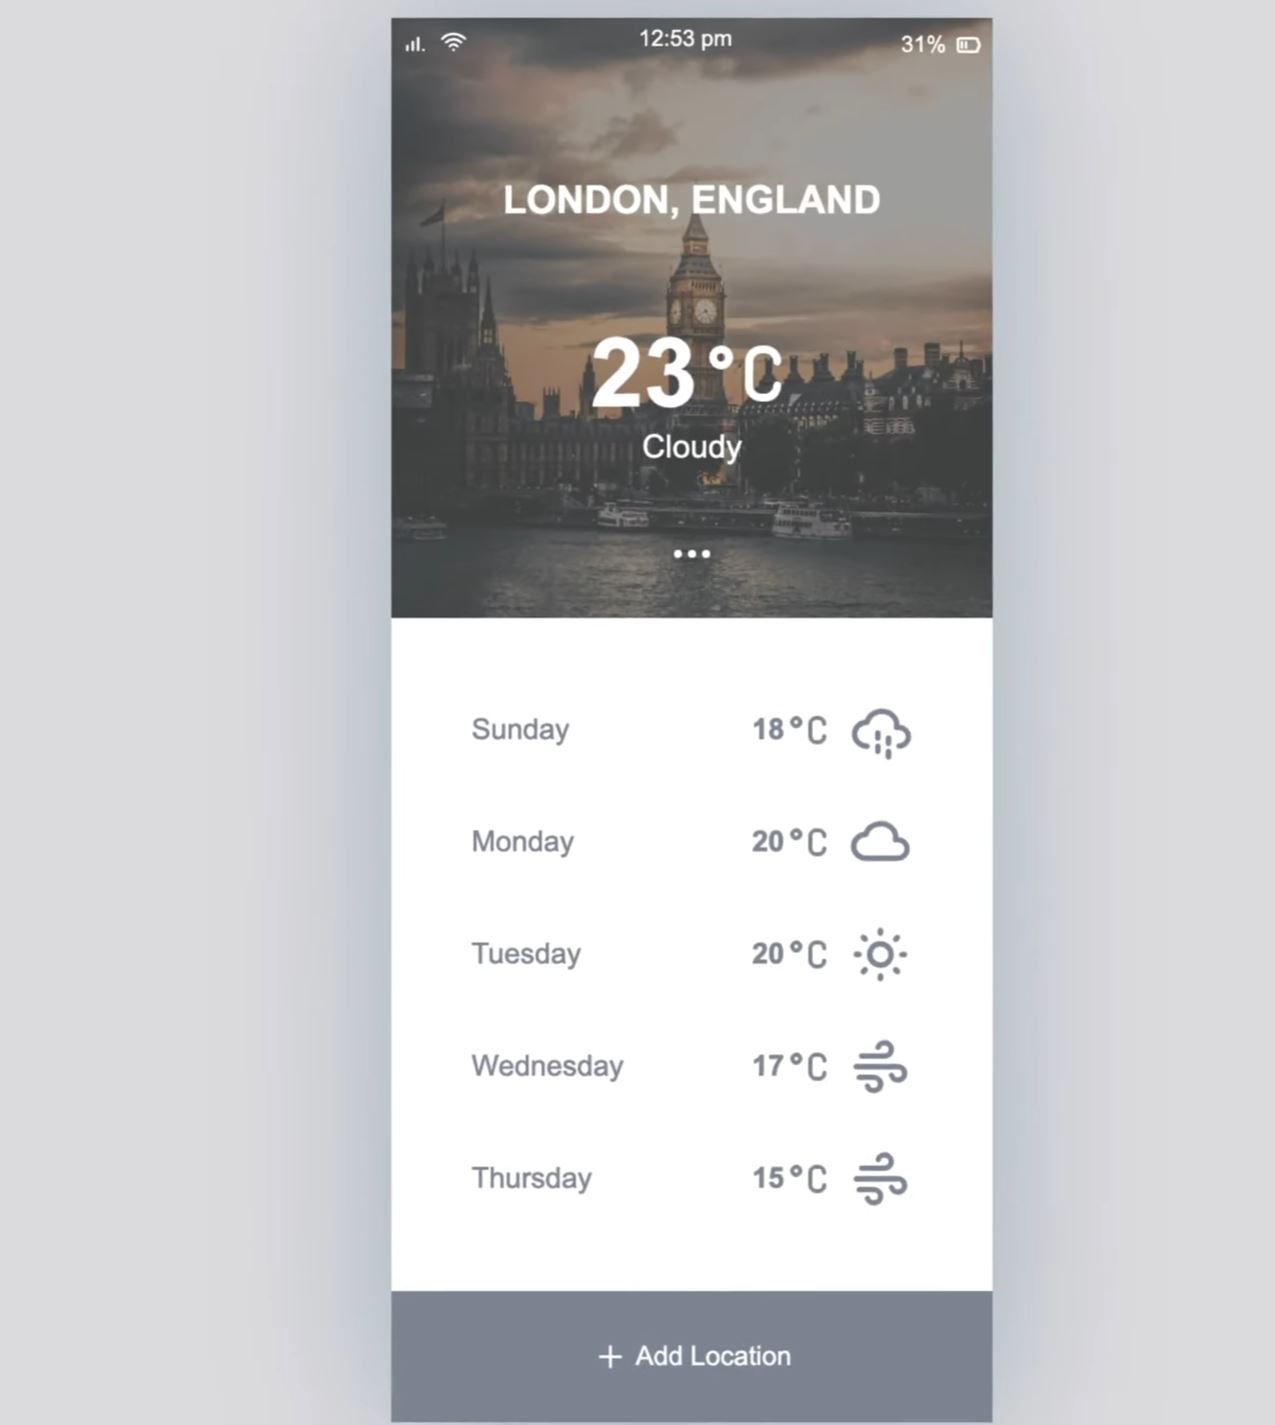 12:53 pm
31%
LONDON, ENGLAND
23°C
Cloudy
Sunday 18°C
Monday 20°C
Tuesday 20°C
Wednesday 17°C
Thursday 15°C
+ Add Location